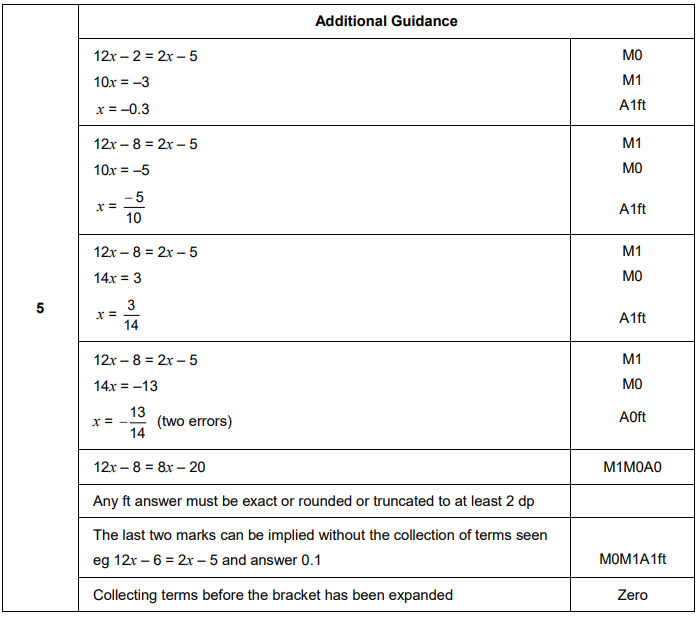 Additional Guidance
5
12x – 2 = 2x – 5 M0
10x = –3 M1
x = –0.3 A1ft
12x – 8 = 2x – 5 M1
10x = –5 M0
x = –5/10 A1ft
12x – 8 = 2x – 5 M1
14x = 3 M0
x = 3/14 A1ft
12x – 8 = 2x – 5 M1
14x = –13 M0
x = –13/14 (two errors) A0ft
12x – 8 = 8x – 20 M1M0A0
Any ft answer must be exact or rounded or truncated to at least 2 dp
The last two marks can be implied without the collection of terms seen
eg 12x – 6 = 2x – 5 and answer 0.1 M0M1A1ft
Collecting terms before the bracket has been expanded Zero